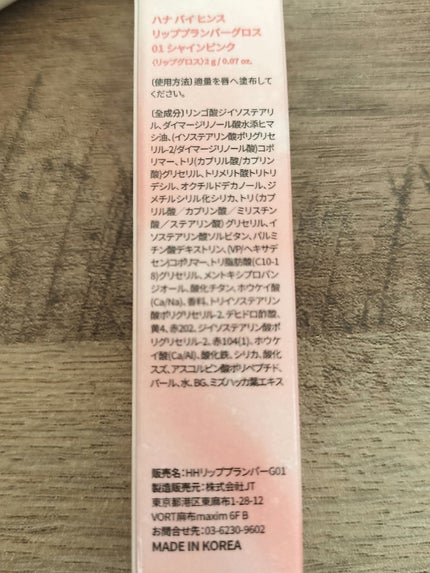 ハナ バイ ヒンス
リッププランパーグロス
01 シャインピンク
〈リップグロス〉2 g / 0.07 oz.
〔使用方法〕適量を唇へ塗布して
ください。
〔全成分〕リンゴ酸ジイソステアリ
ル、ダイマージリノール酸水添ヒマ
シ油、(イソステアリン酸ポリグリセ
リル-2/ダイマージリノール酸)コポ
リマー、トリ(カプリル酸/カプリン
酸)グリセリル、トリメリト酸トリトリ
デシル、オクチルドデカノール、ジ
メチルシリル化シリカ、トリ(カプ
リル酸／カプリン酸／ミリスチン
酸／ステアリン酸)グリセリル、イ
ソステアリン酸ソルビタン、パルミ
チン酸デキストリン、(VP/ヘキサデ
セン)コポリマー、トリ脂肪酸(C10-1
8)グリセリル、メントキシプロパン
ジオール、酸化チタン、ホウケイ酸
(Ca/Na)、香料、トリイソステアリン
酸ポリグリセリル-2、デヒドロ酢酸、
黄4、赤202、ジイソステアリン酸ポ
リグリセリル-2、赤104(1)、ホウケ
イ酸(Ca/Al)、酸化鉄、シリカ、酸化
スズ、アスコルビン酸ポリペプチド、
パール、水、BG、ミズハッカ葉エキス
販売名：HHリッププランパーG01
製造販売元：株式会社JT
東京都港区東麻布1-28-12
VORT麻布maxim 6F B
お問合せ先：03-6230-9602
MADE IN KOREA